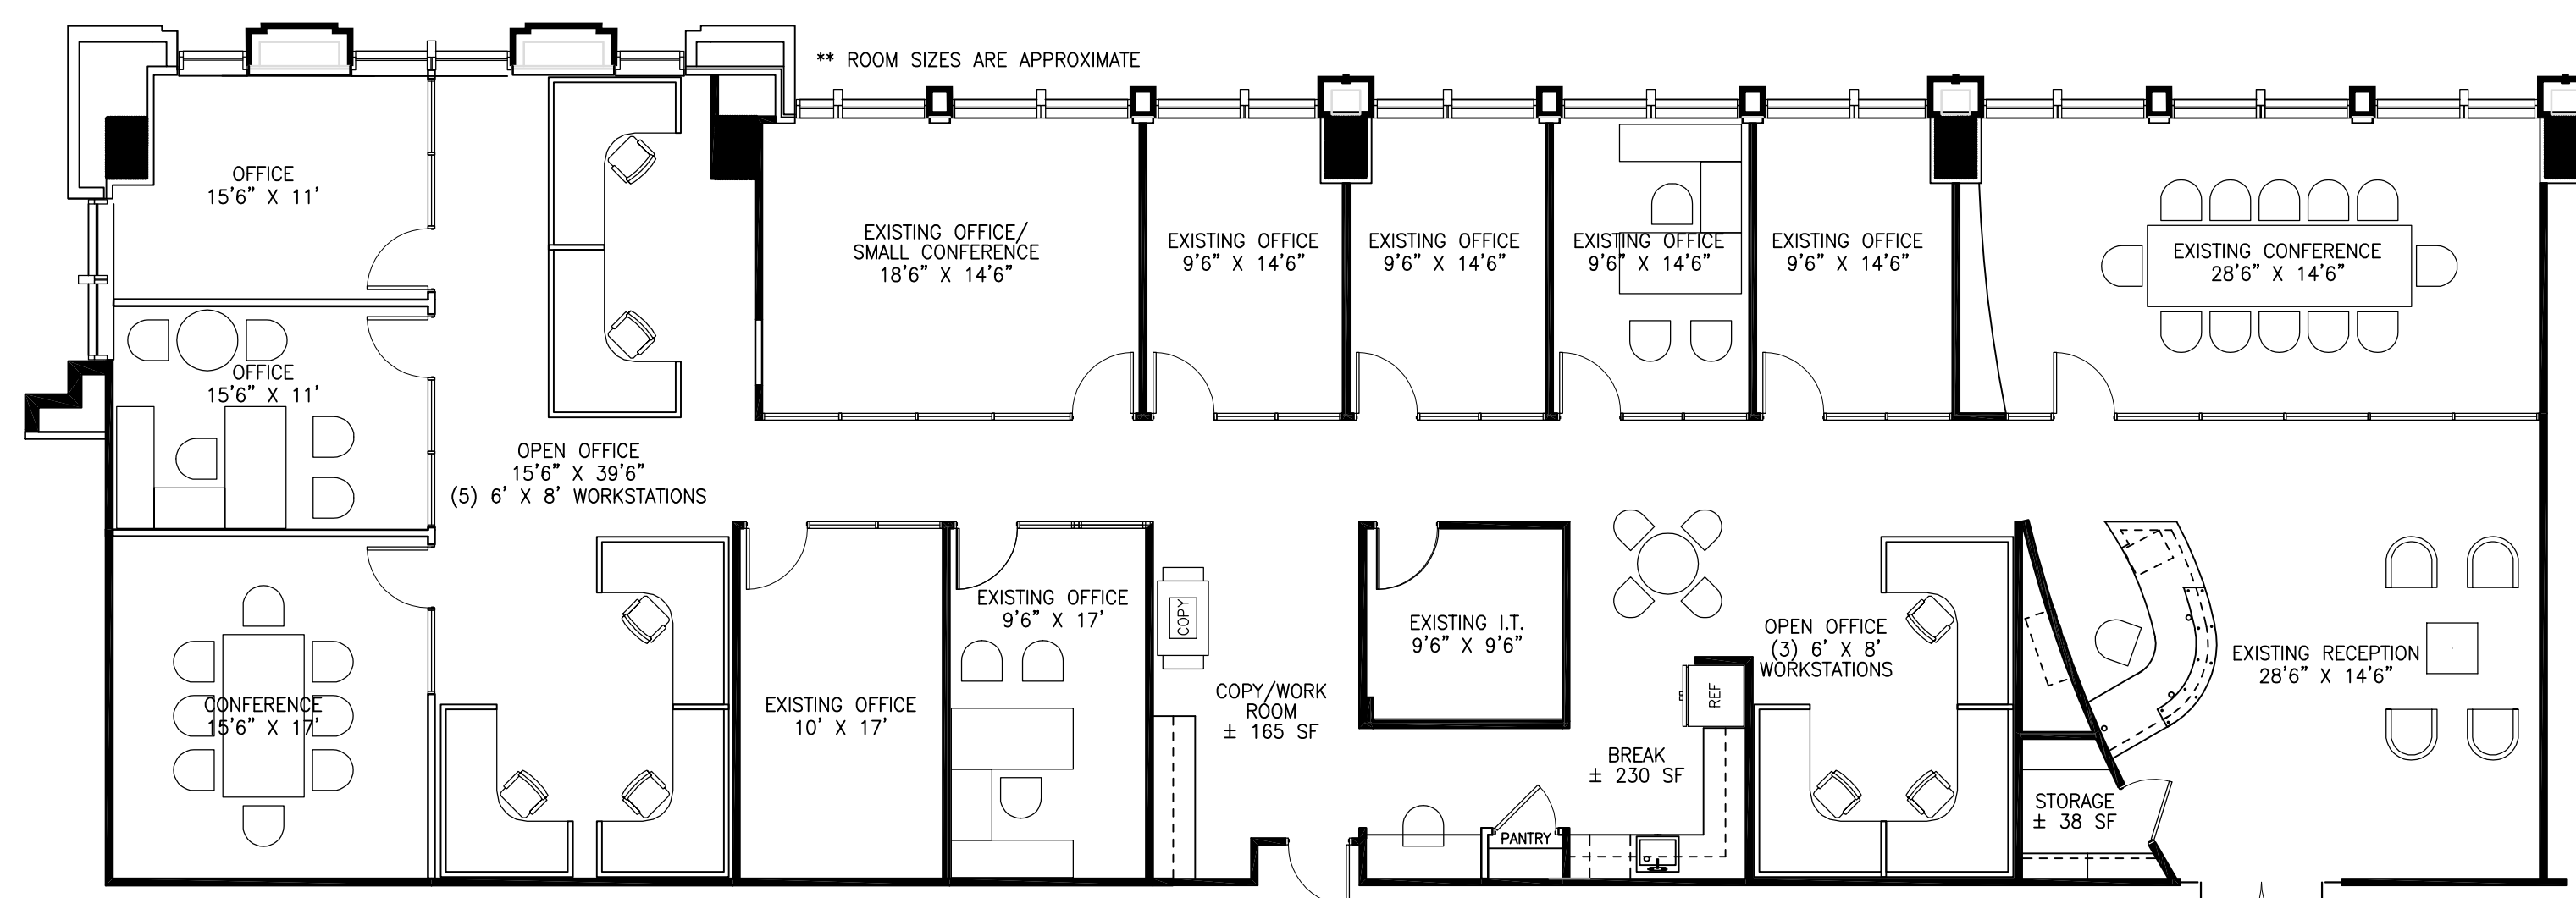 ** ROOM SIZES ARE APPROXIMATE
OFFICE
15'6" X 11'
EXISTING OFFICE/
SMALL CONFERENCE
18'6" X 14'6"
EXISTING OFFICE
9'6" X 14'6"
EXISTING OFFICE
9'6" X 14'6"
EXISTING OFFICE
9'6" X 14'6"
EXISTING OFFICE
9'6" X 14'6"
EXISTING CONFERENCE
28'6" X 14'6"
OFFICE
15'6" X 11'
OPEN OFFICE
15'6" X 39'6"
(5) 6' X 8' WORKSTATIONS
CONFERENCE
15'6" X 17'
EXISTING OFFICE
10' X 17'
EXISTING OFFICE
9'6" X 17'
COPY
COPY/WORK
ROOM
± 165 SF
EXISTING I.T.
9'6" X 9'6"
REF
BREAK
± 230 SF
PANTRY
OPEN OFFICE
(3) 6' X 8'
WORKSTATIONS
EXISTING RECEPTION
28'6" X 14'6"
STORAGE
± 38 SF